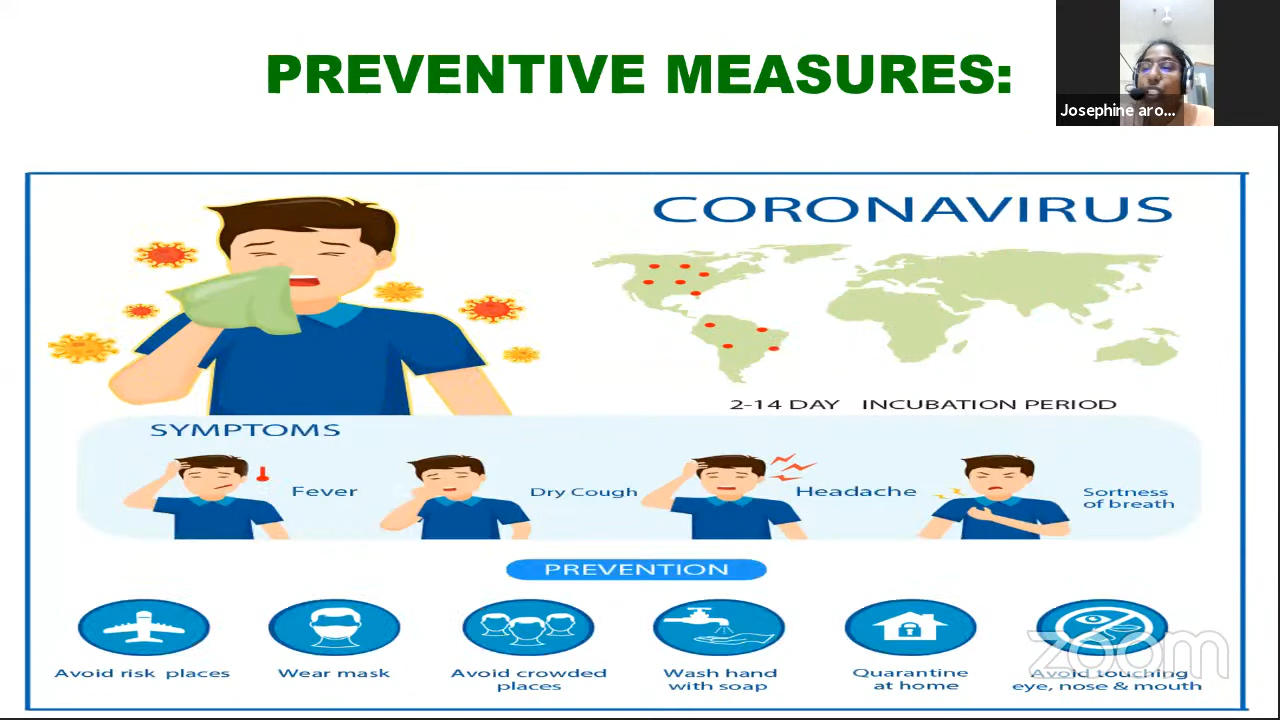 PREVENTIVE MEASURES:
Josephine aro...
CORONAVIRUS
2-14 DAY INCUBATION PERIOD
SYMPTOMS
Fever
Dry Cough
Headache
Sortness
of breath
PREVENTION
Avoid risk places
Wear mask
Avoid crowded
places
Wash hand
with soap
Quarantine
at home
Avoid touching
eye, nose & mouth
zoom